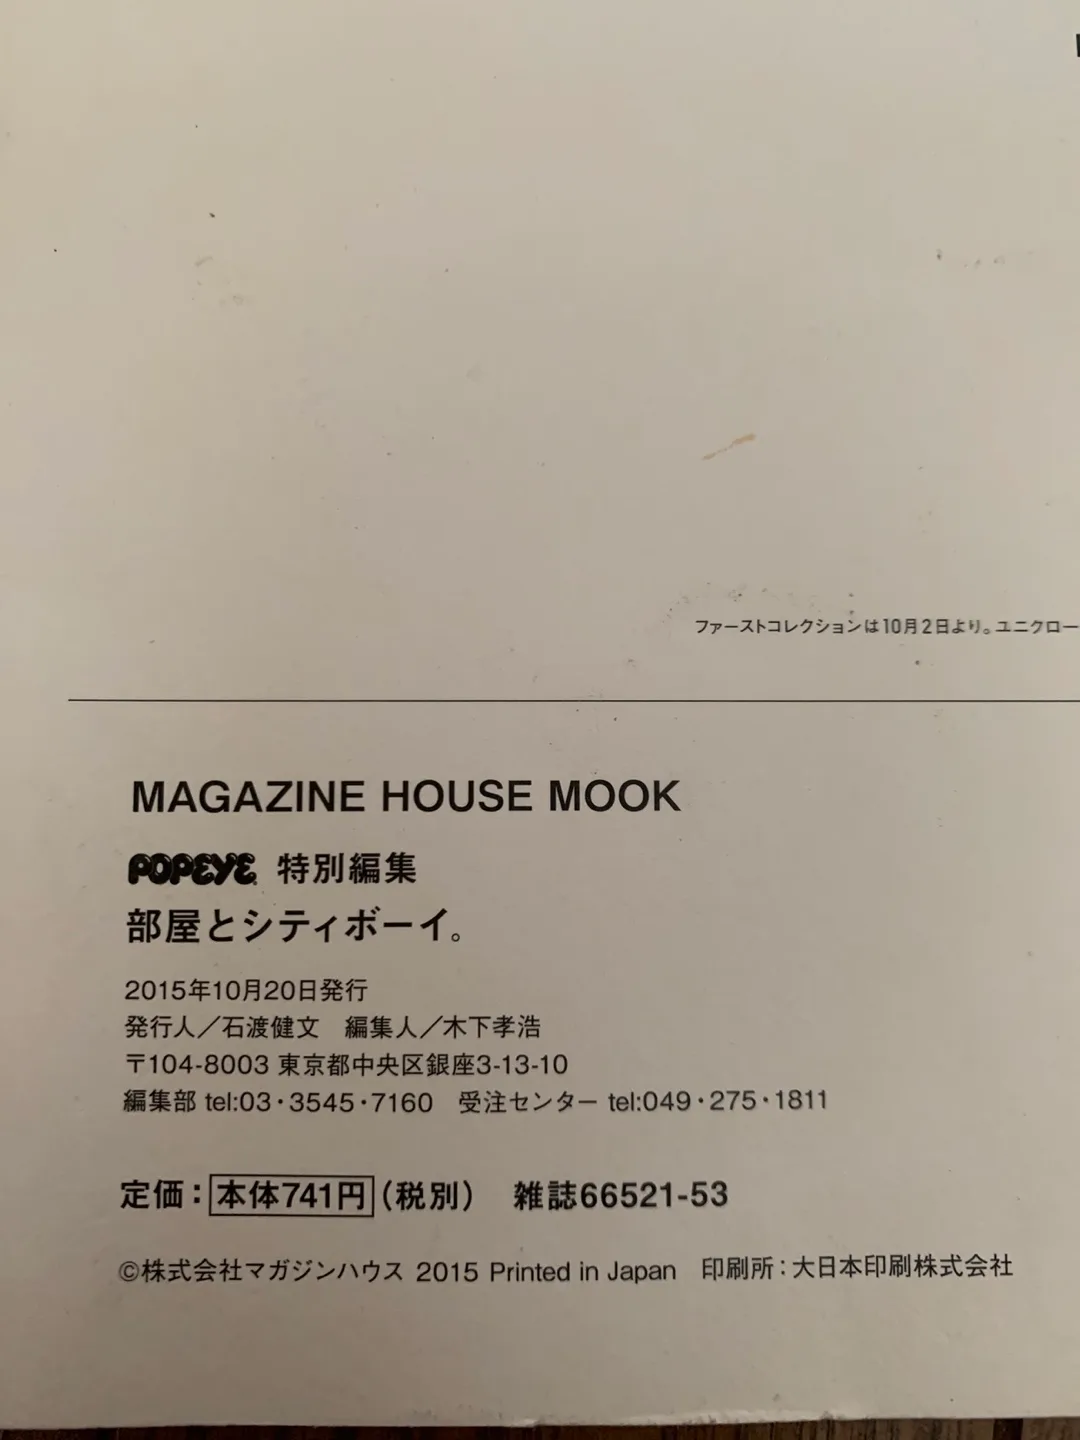 ファーストコレクションは10月2日より。ユニクロー
MAGAZINE HOUSE MOOK
POPEYE 特別編集
部屋とシティボーイ。
2015年10月20日発行
発行人／石渡健文　編集人／木下孝浩
〒104-8003 東京都中央区銀座3-13-10
編集部 tel:03・3545・7160　受注センター tel:049・275・1811
定価：本体741円（税別）　雑誌66521-53
©株式会社マガジンハウス 2015 Printed in Japan　印刷所：大日本印刷株式会社